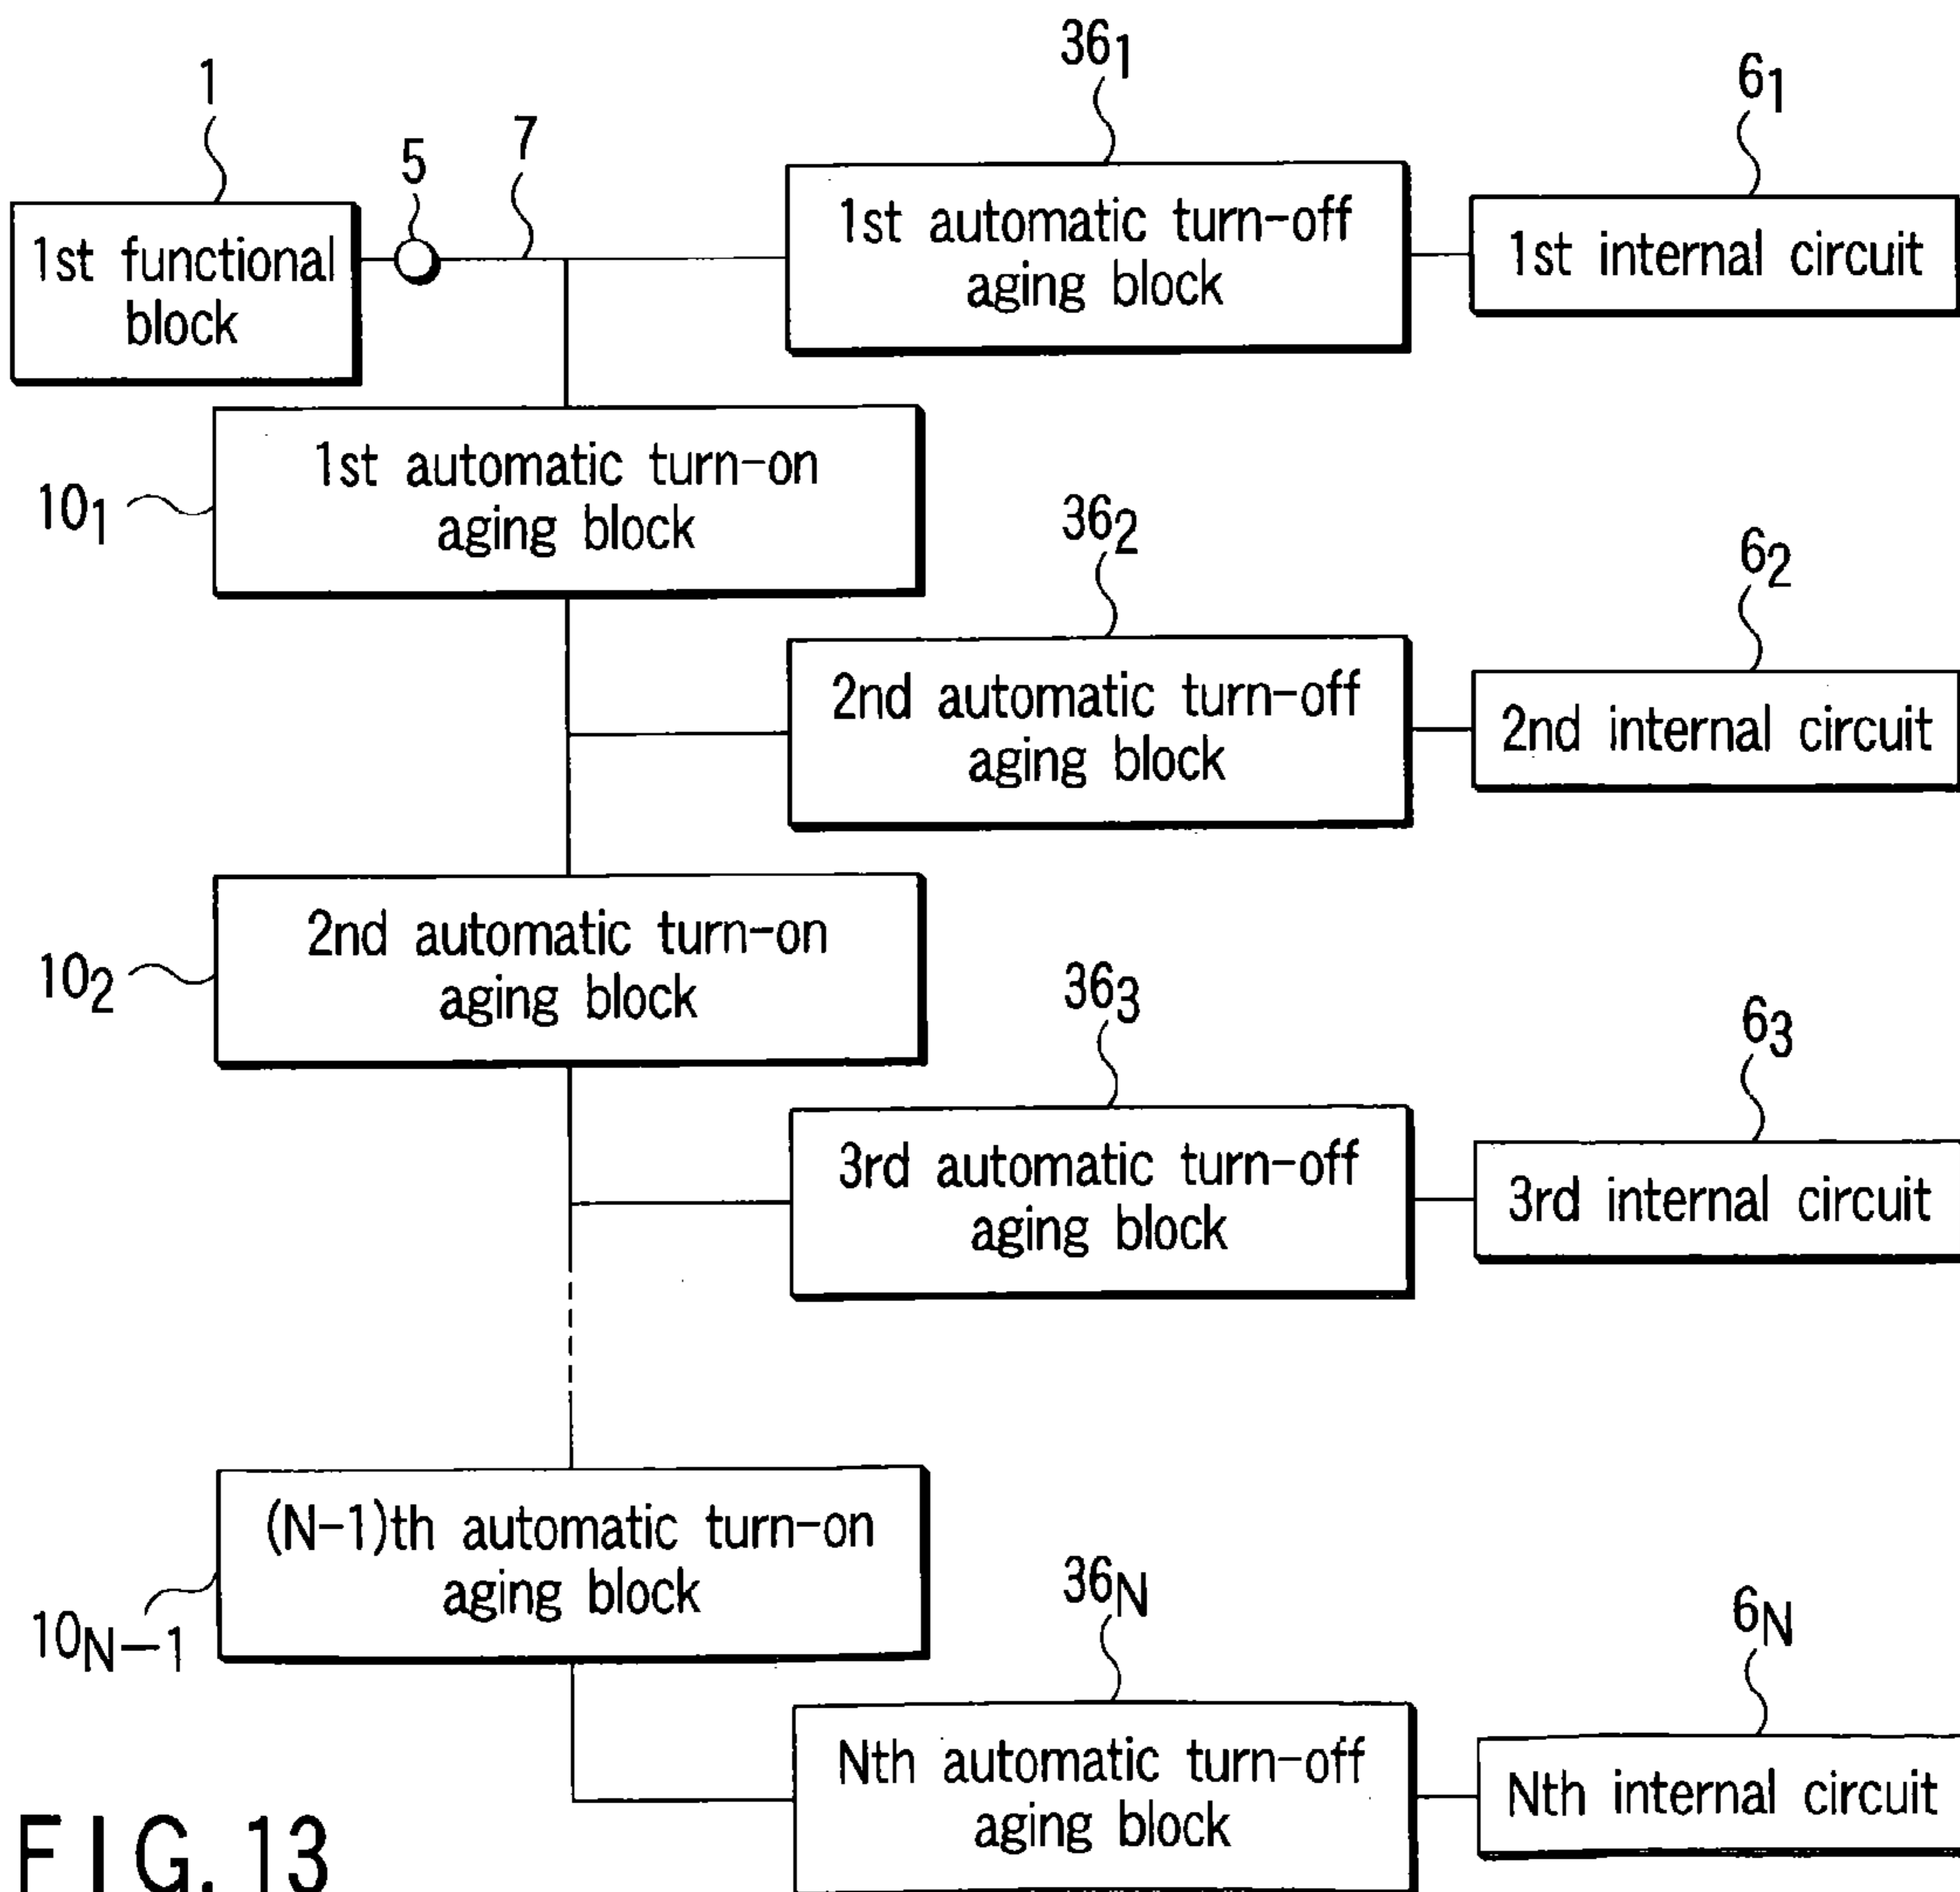 36₁
6₁
1
5
7
1st functional
block
1st automatic turn-off
aging block
1st internal circuit
10₁
1st automatic turn-on
aging block
36₂
6₂
2nd automatic turn-off
aging block
2nd internal circuit
10₂
2nd automatic turn-on
aging block
36₃
6₃
3rd automatic turn-off
aging block
3rd internal circuit
(N-1)th automatic turn-on
aging block
10N-1
36N
6N
Nth automatic turn-off
aging block
Nth internal circuit
FIG. 13